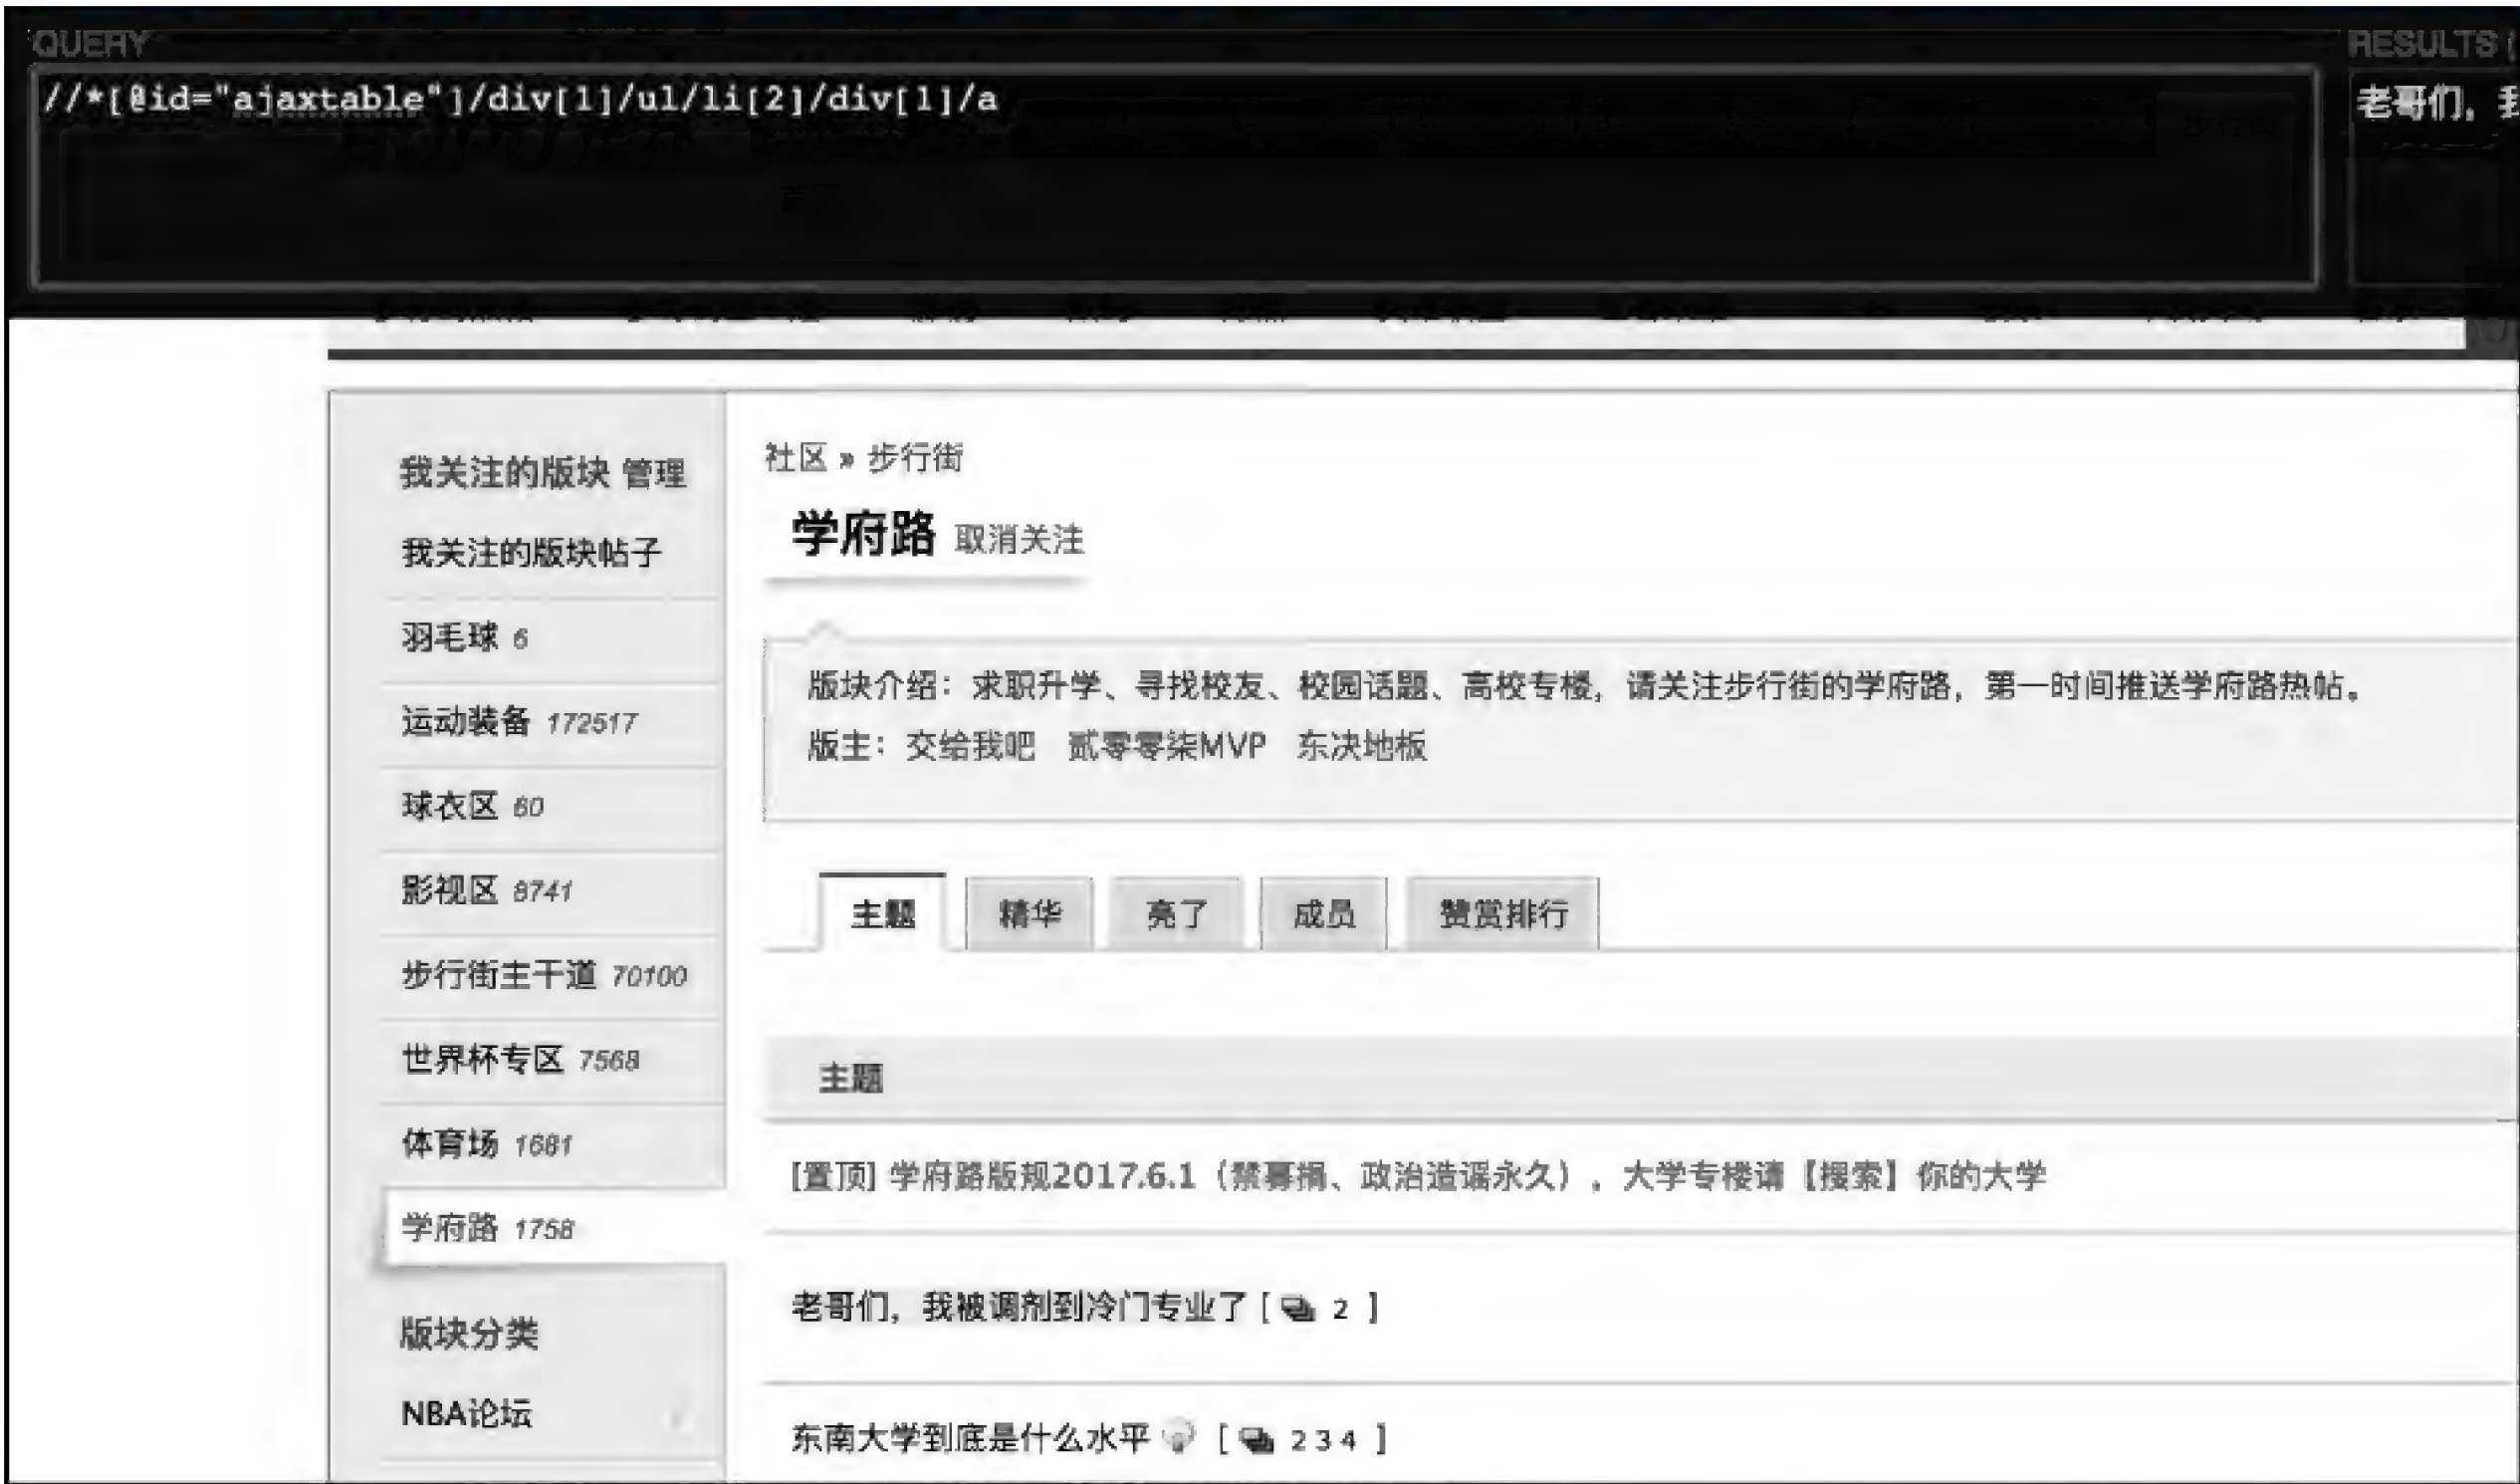 QUERY
RESULTS
//*[@id="ajaxtable"]/div[1]/ul/li[2]/div[1]/a
老哥们，我
步行街
首页
我关注的版块 管理
我关注的版块帖子
羽毛球 6
运动装备 172517
球衣区 60
影视区 8741
步行街主干道 70100
世界杯专区 7568
体育场 1681
学府路 1758
版块分类
NBA论坛
社区 » 步行街
学府路 取消关注
版块介绍：求职升学、寻找校友、校园话题、高校专楼，请关注步行街的学府路，第一时间推送学府路热帖。
版主：交给我吧 贰零零柒MVP 东决地板
主题 精华 亮了 成员 赞赏排行
主题
[置顶] 学府路版规2017.6.1（禁募捐、政治造谣永久），大学专楼请【搜索】你的大学
老哥们，我被调剂到冷门专业了 [ 2 ]
东南大学到底是什么水平 [ 2 3 4 ]